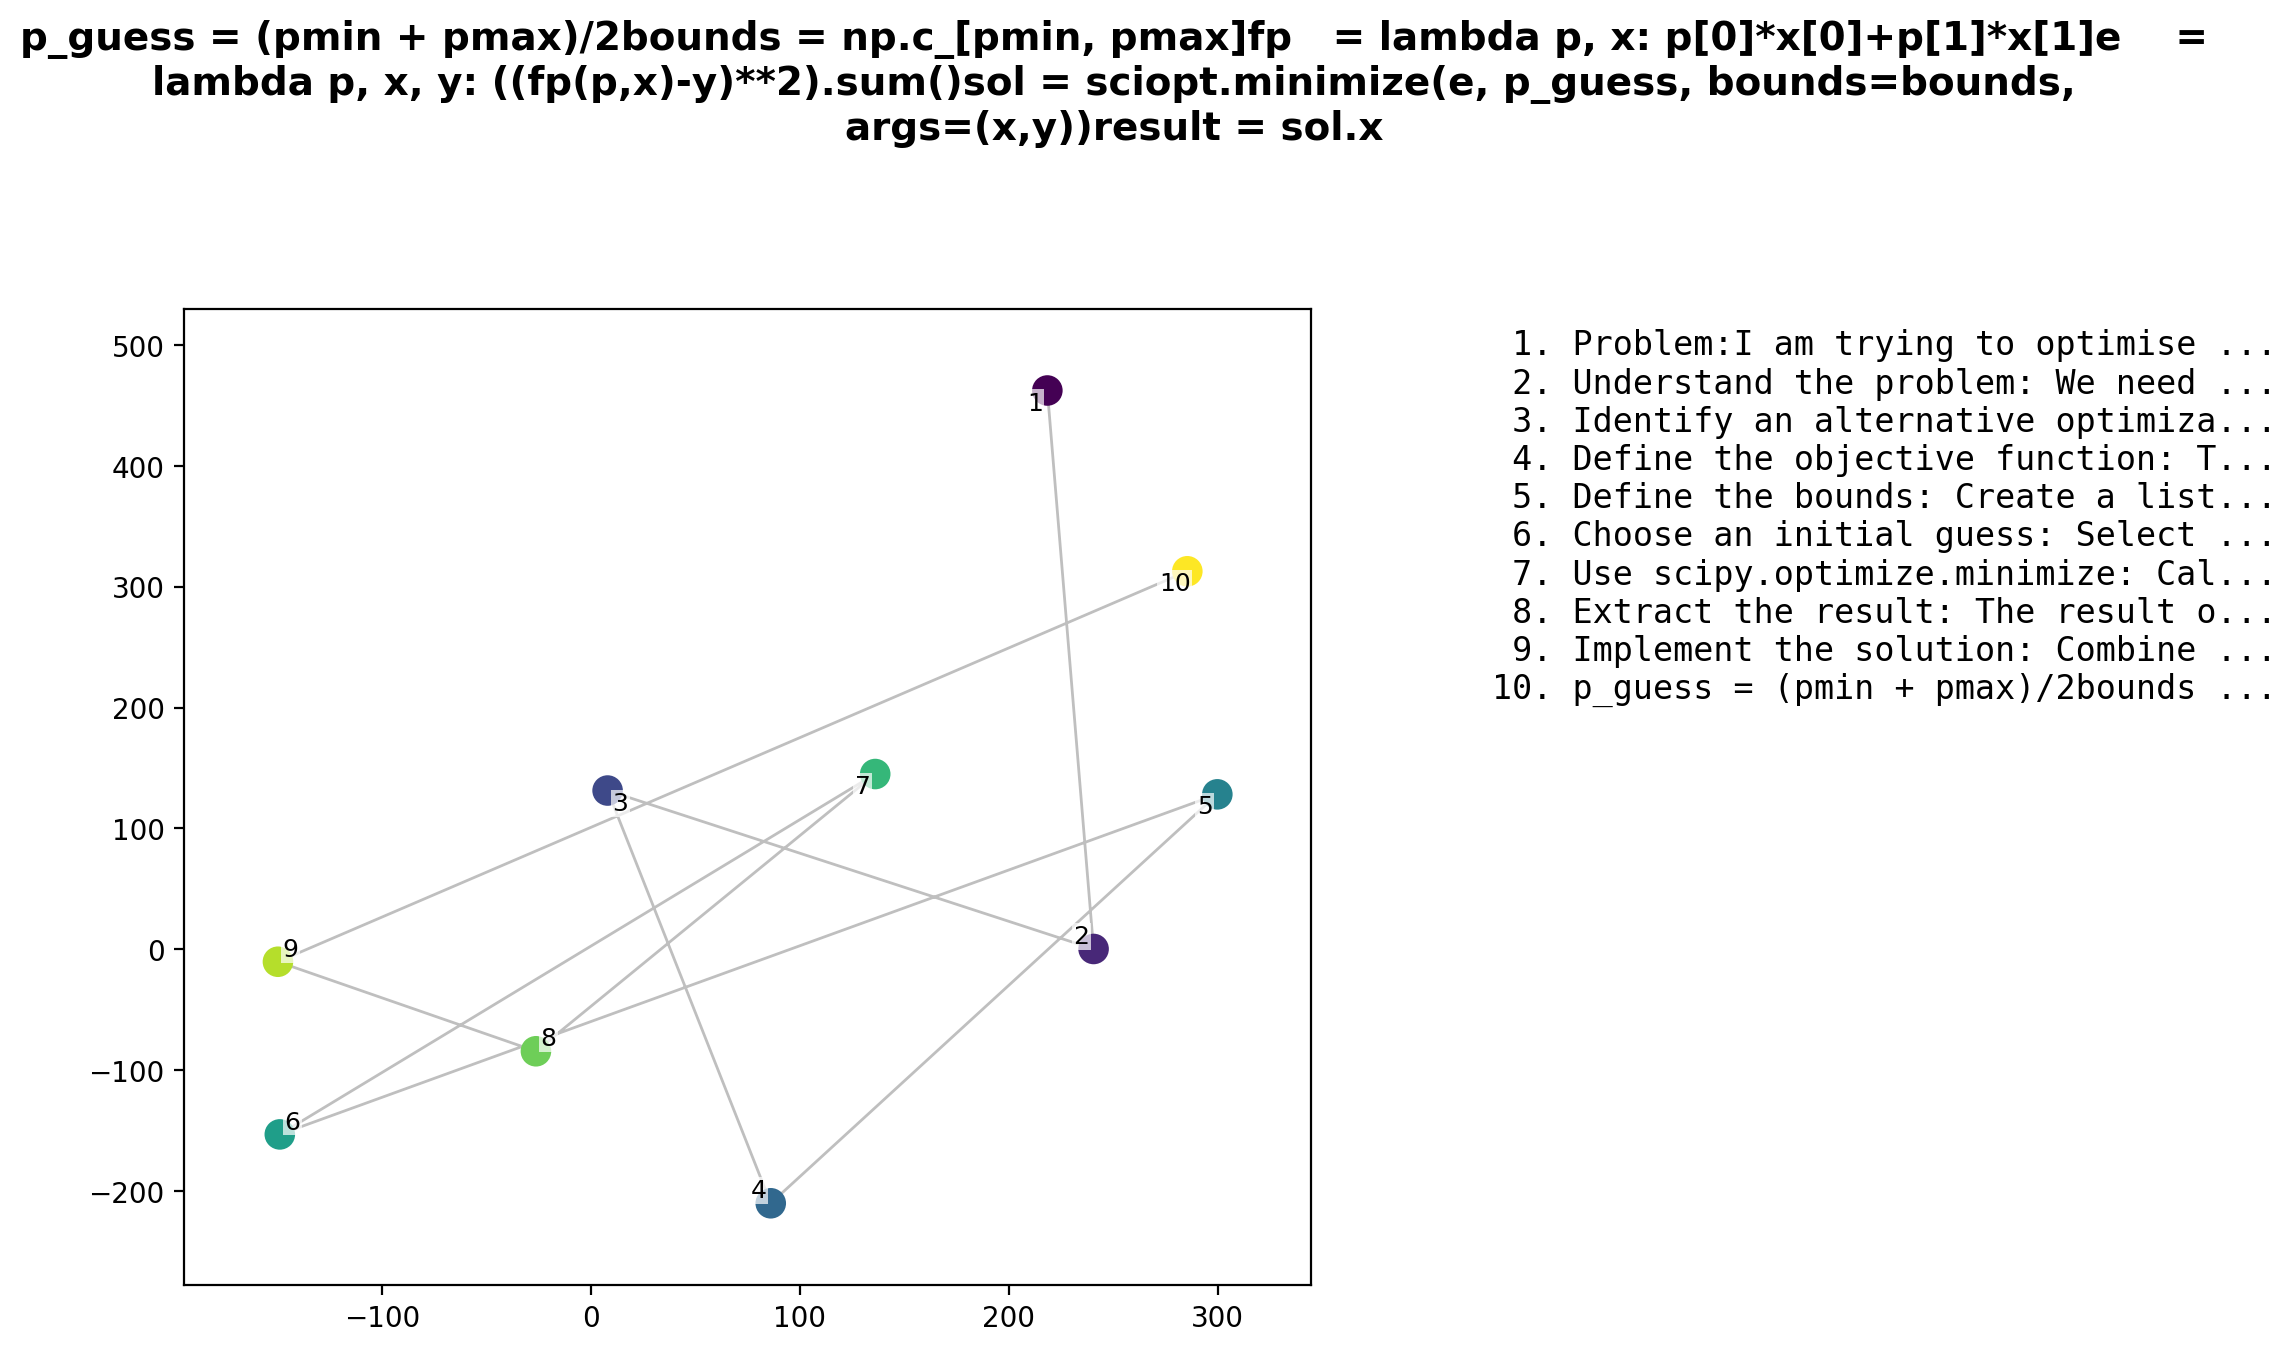 p_guess = (pmin + pmax)/2bounds = np.c_[pmin, pmax]fp   = lambda p, x: p[0]*x[0]+p[1]*x[1]e    =
lambda p, x, y: ((fp(p,x)-y)**2).sum()sol = sciopt.minimize(e, p_guess, bounds=bounds,
args=(x,y))result = sol.x
500
400
300
200
100
0
−100
−200
−100
0
100
200
300
1
10
7
3
5
2
9
8
6
4
1. Problem:I am trying to optimise ...
2. Understand the problem: We need ...
3. Identify an alternative optimiza...
4. Define the objective function: T...
5. Define the bounds: Create a list...
6. Choose an initial guess: Select ...
7. Use scipy.optimize.minimize: Cal...
8. Extract the result: The result o...
9. Implement the solution: Combine ...
10. p_guess = (pmin + pmax)/2bounds ...